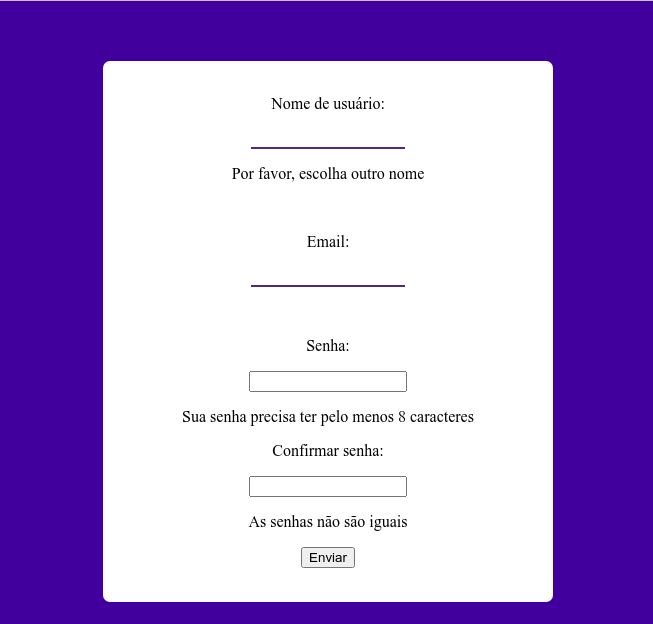 Nome de usuário:
Por favor, escolha outro nome
Email:
Senha:
Sua senha precisa ter pelo menos 8 caracteres
Confirmar senha:
As senhas não são iguais
Enviar